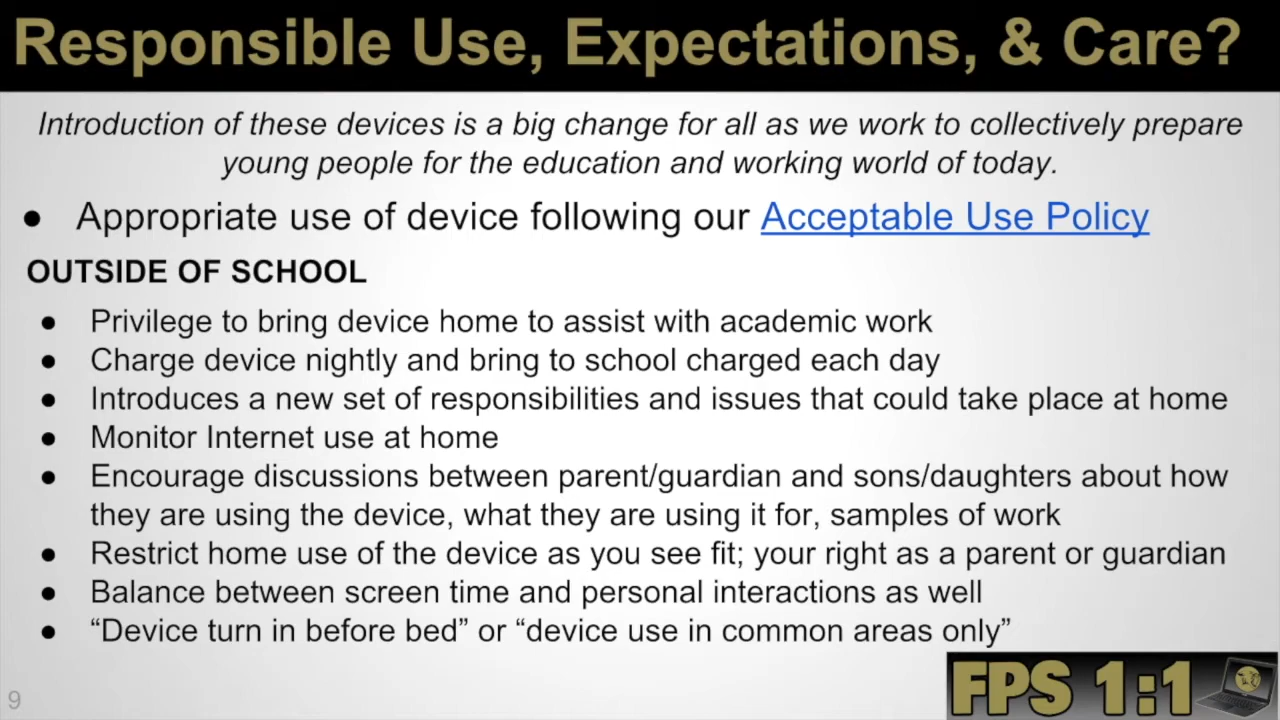 Responsible Use, Expectations, & Care?
Introduction of these devices is a big change for all as we work to collectively prepare
young people for the education and working world of today.
● Appropriate use of device following our Acceptable Use Policy
OUTSIDE OF SCHOOL
● Privilege to bring device home to assist with academic work
● Charge device nightly and bring to school charged each day
● Introduces a new set of responsibilities and issues that could take place at home
● Monitor Internet use at home
● Encourage discussions between parent/guardian and sons/daughters about how
they are using the device, what they are using it for, samples of work
● Restrict home use of the device as you see fit; your right as a parent or guardian
● Balance between screen time and personal interactions as well
● “Device turn in before bed” or “device use in common areas only”
FPS 1:1
9